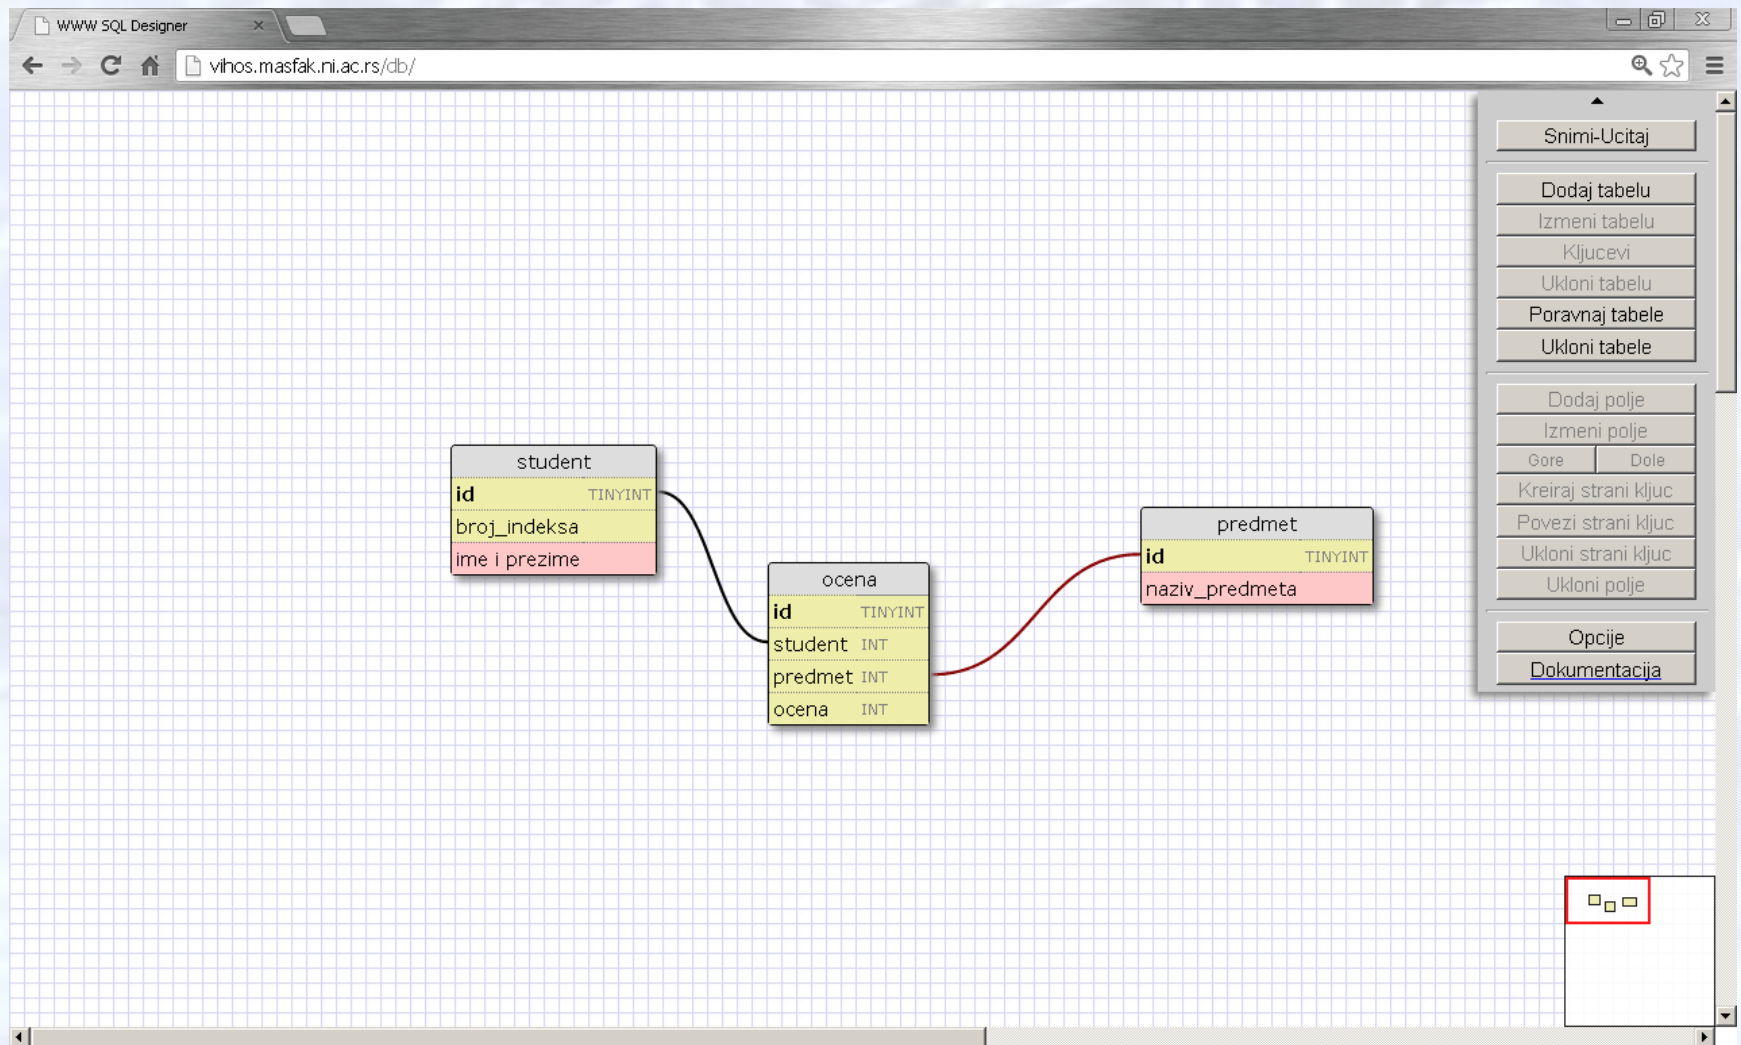 WWW SQL Designer
vihos.masfak.ni.ac.rs/db/
Snimi-Ucitaj
Dodaj tabelu
Izmeni tabelu
Kljucevi
Ukloni tabelu
Poravnaj tabele
Ukloni tabele
Dodaj polje
Izmeni polje
Gore Dole
Kreiraj strani kljuc
Povezi strani kljuc
Ukloni strani kljuc
Ukloni polje
Opcije
Dokumentacija
student
id TINYINT
broj_indeksa
ime i prezime
ocena
id TINYINT
student INT
predmet INT
ocena INT
predmet
id TINYINT
naziv_predmeta